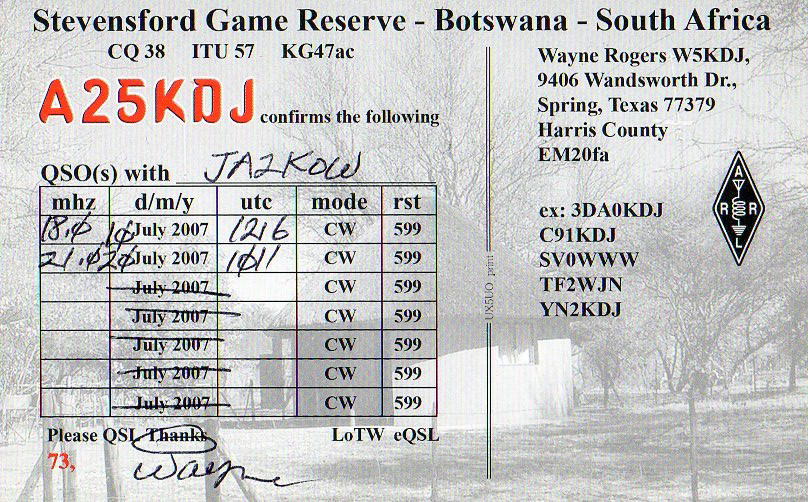 Stevensford Game Reserve - Botswana - South Africa
CQ 38 ITU 57 KG47ac
A25KDJ confirms the following
QSO(s) with JA2KOW
mhz d/m/y utc mode rst
18.0 10 July 2007 1216 CW 599
21.0 20 July 2007 1011 CW 599
July 2007 CW 599
July 2007 CW 599
July 2007 CW 599
July 2007 CW 599
July 2007 CW 599
Please QSL Thanks LoTW eQSL
73,
Wayne
UX5UO print
Wayne Rogers W5KDJ,
9406 Wandsworth Dr.,
Spring, Texas 77379
Harris County
EM20fa
ex: 3DA0KDJ
C91KDJ
SV0WWW
TF2WJN
YN2KDJ
A
R R
L